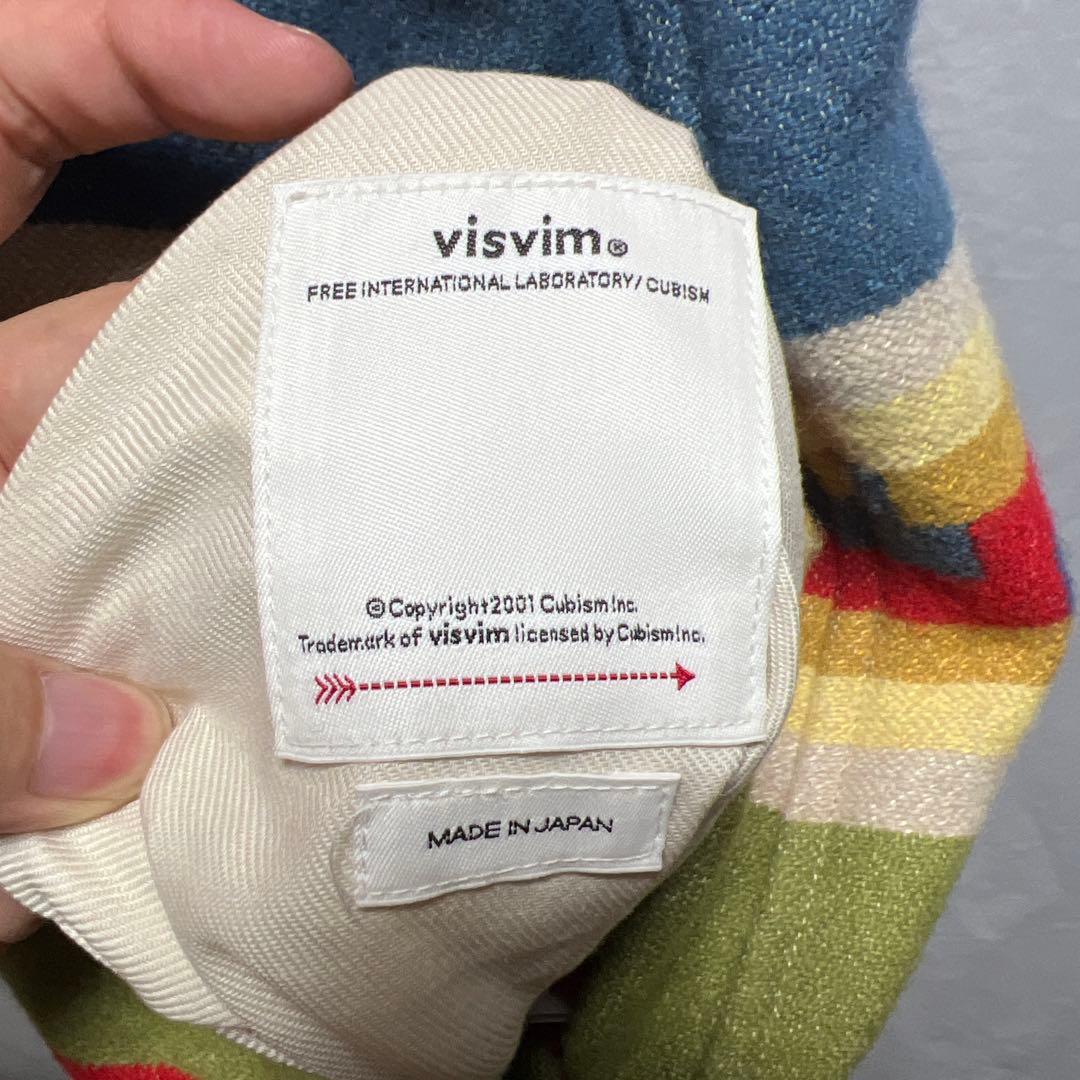 visvim®
FREE INTERNATIONAL LABORATORY/CUBISM
©Copyright2001 Cubism Inc.
Trademark of visvim licensed by Cubism Inc.
MADE IN JAPAN